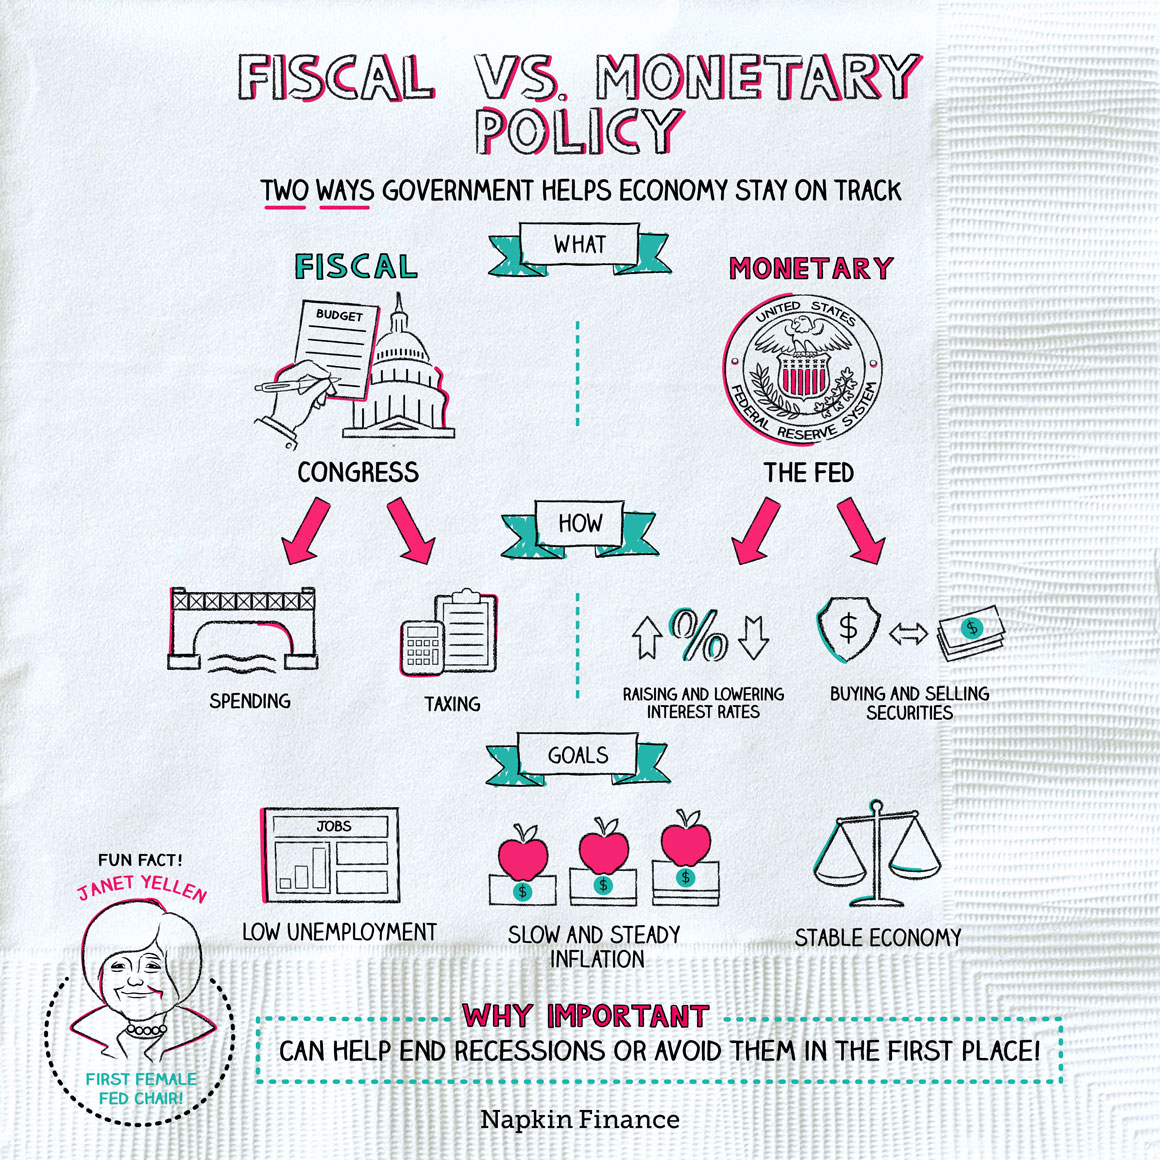 FISCAL VS. MONETARY
POLICY
TWO WAYS GOVERNMENT HELPS ECONOMY STAY ON TRACK
WHAT
FISCAL
MONETARY
BUDGET
UNITED STATES
FEDERAL RESERVE SYSTEM
CONGRESS
THE FED
HOW
%
$
$
SPENDING
TAXING
RAISING AND LOWERING
INTEREST RATES
BUYING AND SELLING
SECURITIES
GOALS
JOBS
$
$
$
LOW UNEMPLOYMENT
SLOW AND STEADY
INFLATION
STABLE ECONOMY
FUN FACT!
JANET YELLEN
FIRST FEMALE
FED CHAIR!
WHY IMPORTANT
CAN HELP END RECESSIONS OR AVOID THEM IN THE FIRST PLACE!
Napkin Finance